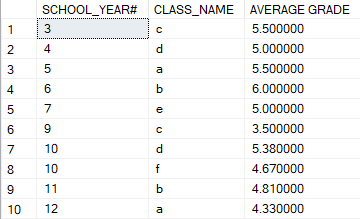 SCHOOL_YEAR# CLASS_NAME AVERAGE GRADE
1 3 c 5.500000
2 4 d 5.000000
3 5 a 5.500000
4 6 b 6.000000
5 7 e 5.000000
6 9 c 3.500000
7 10 d 5.380000
8 10 f 4.670000
9 11 b 4.810000
10 12 a 4.330000